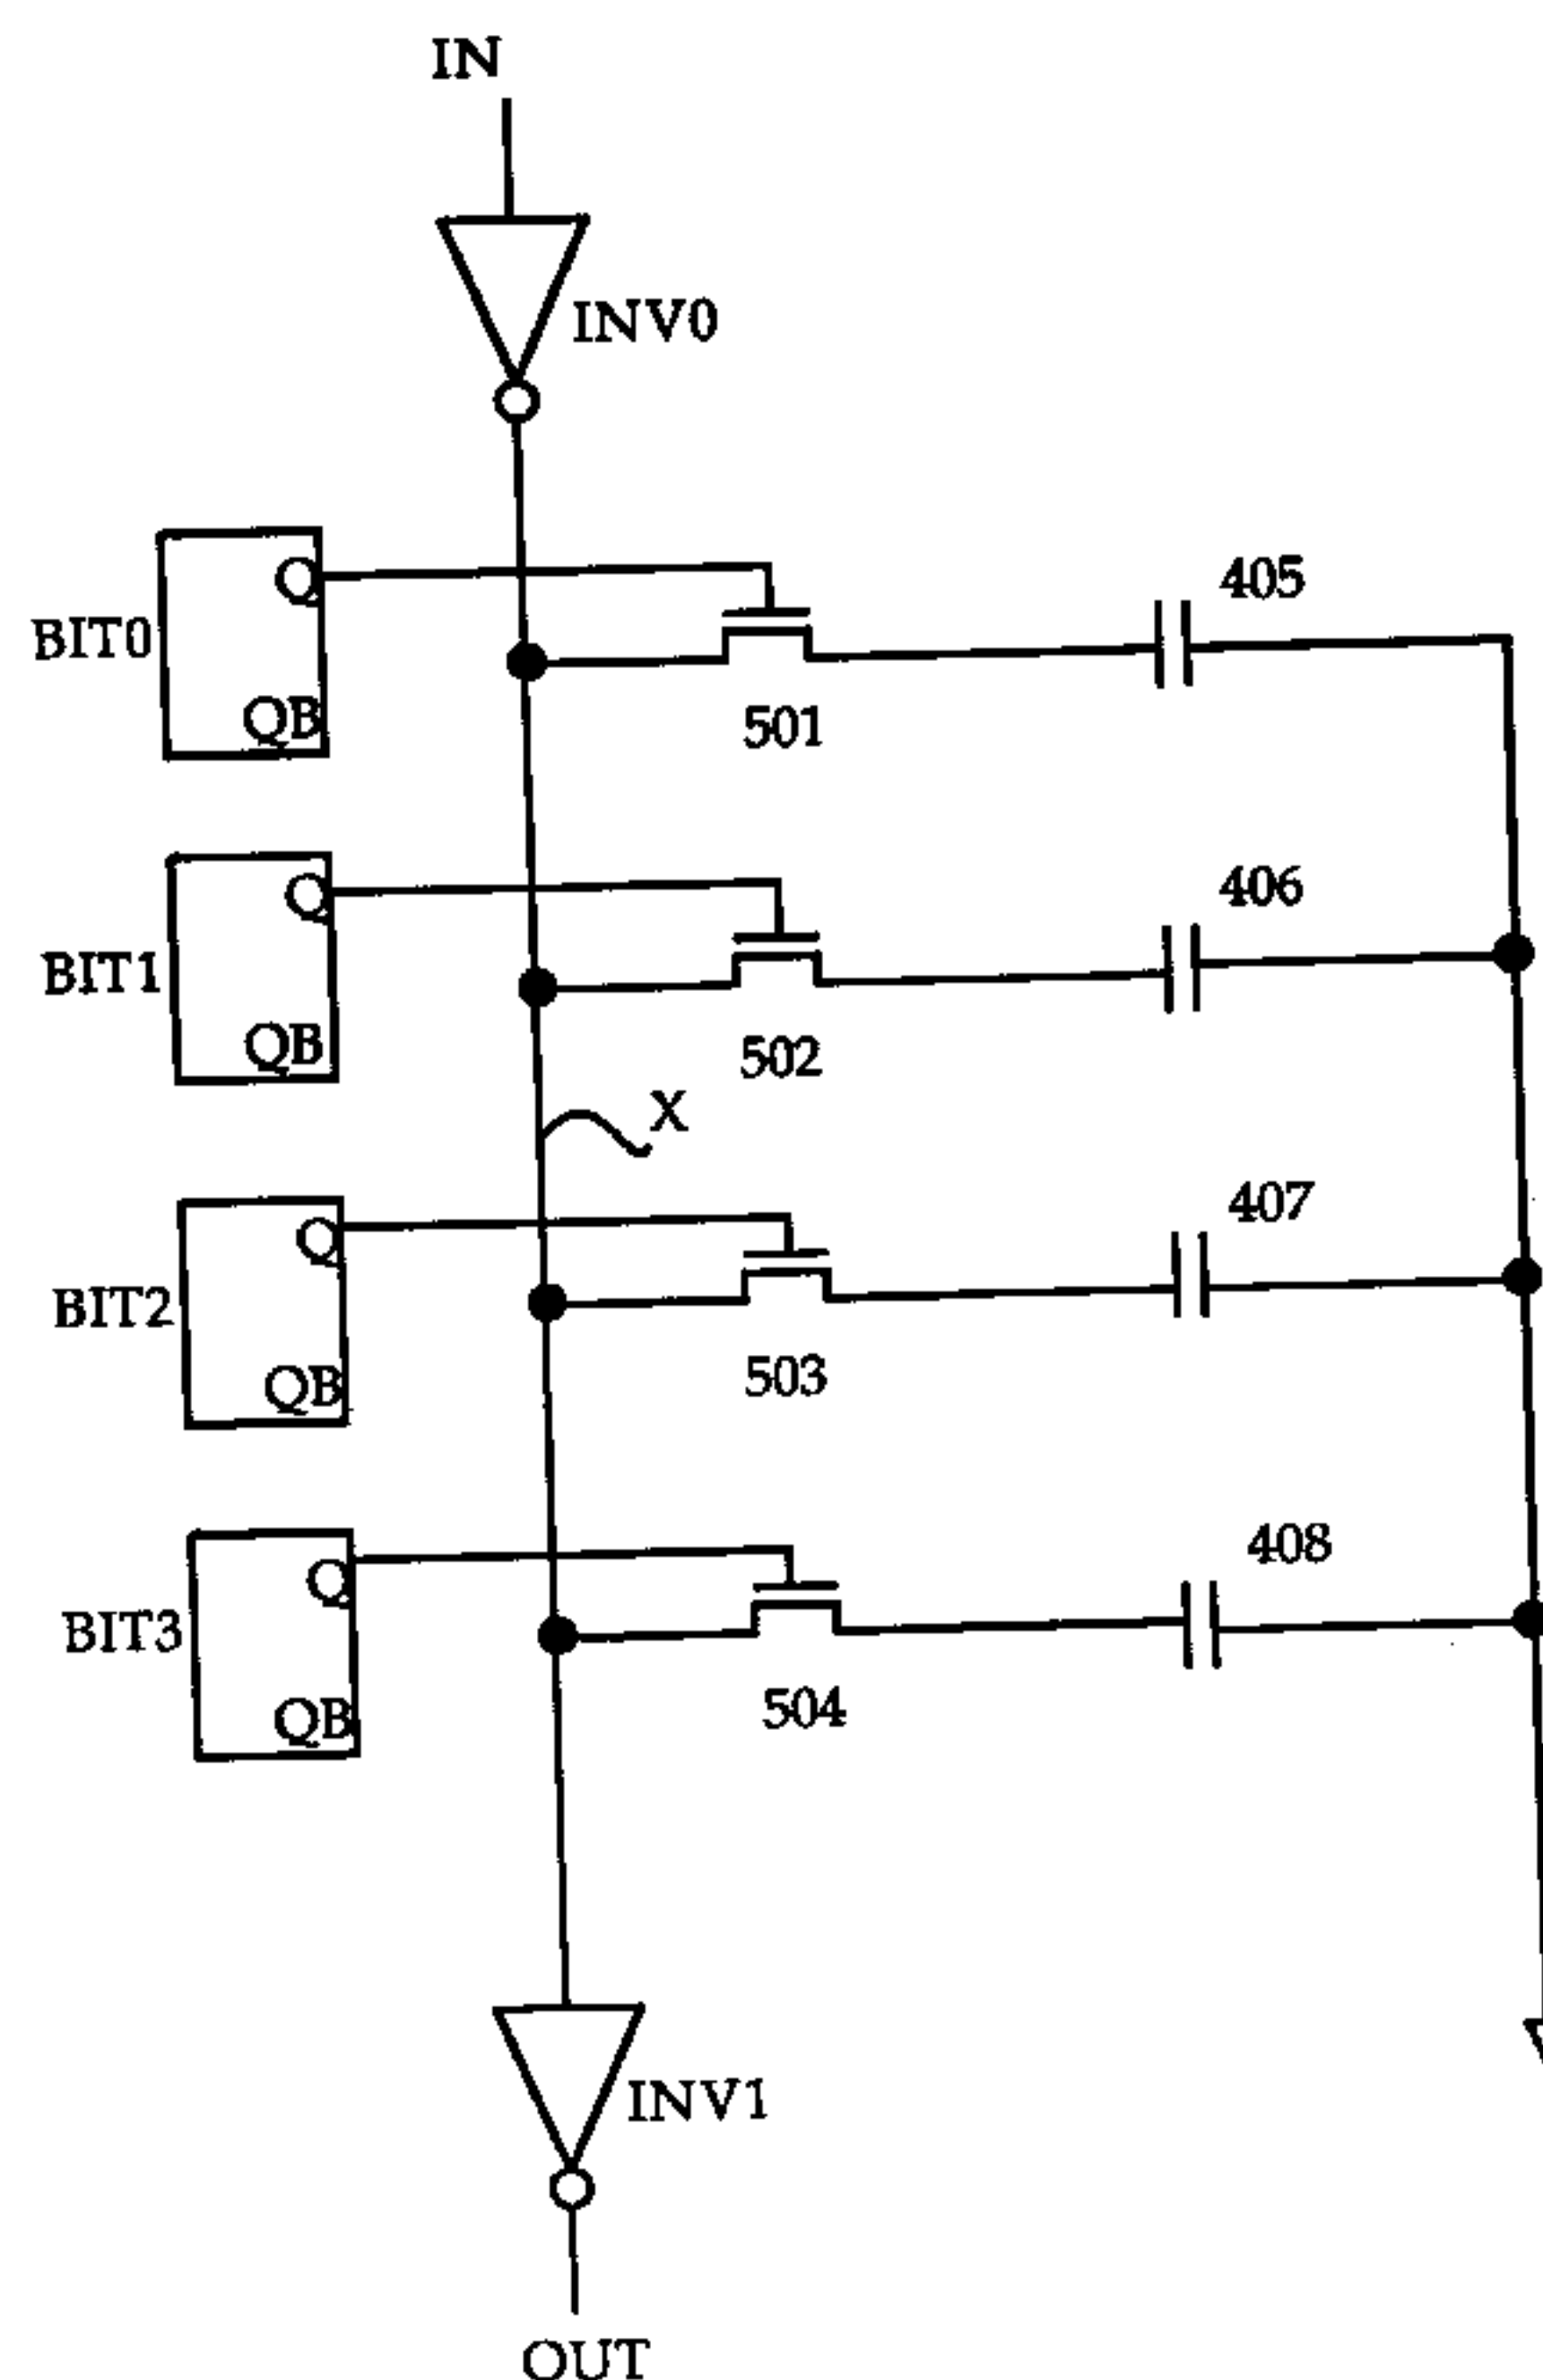 IN
INV0
Q
405
BIT0
QB
501
Q
406
BIT1
QB
502
X
Q
407
BIT2
QB
503
Q
408
BIT3
QB
504
INV1
OUT